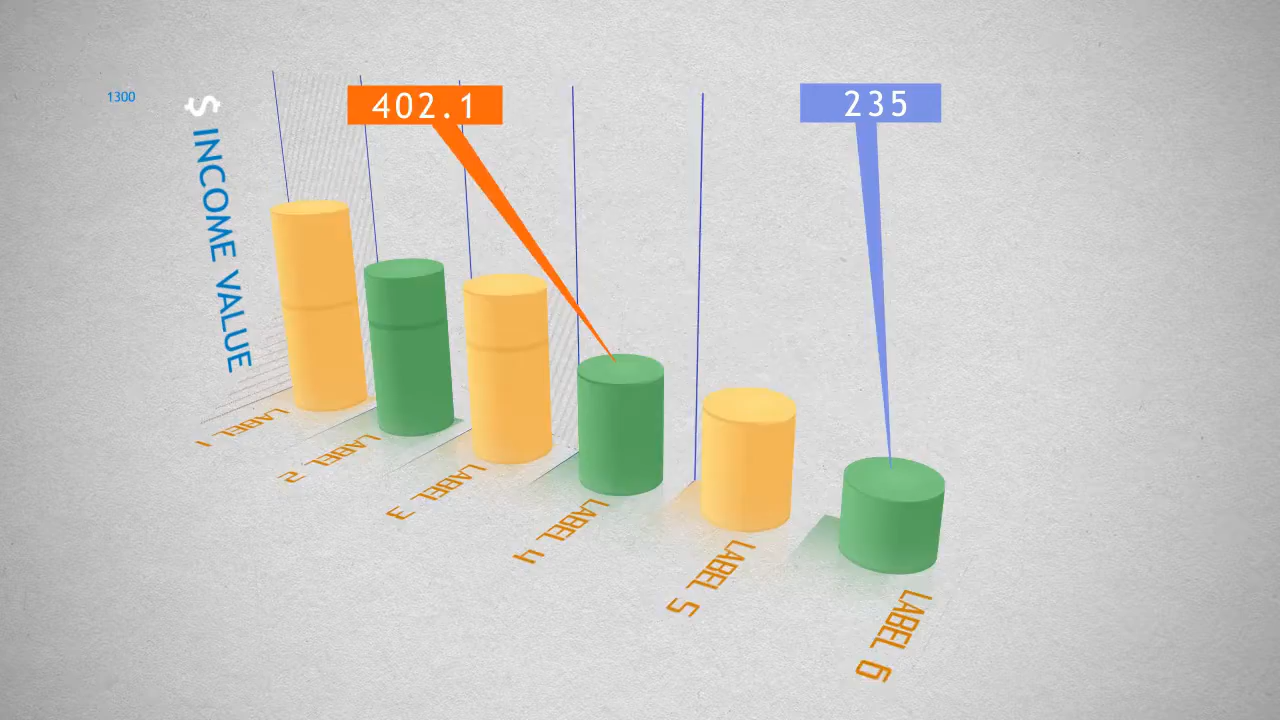 1300
$ INCOME VALUE
402.1
235
LABEL 1
LABEL 2
LABEL 3
LABEL 4
LABEL 5
LABEL 6